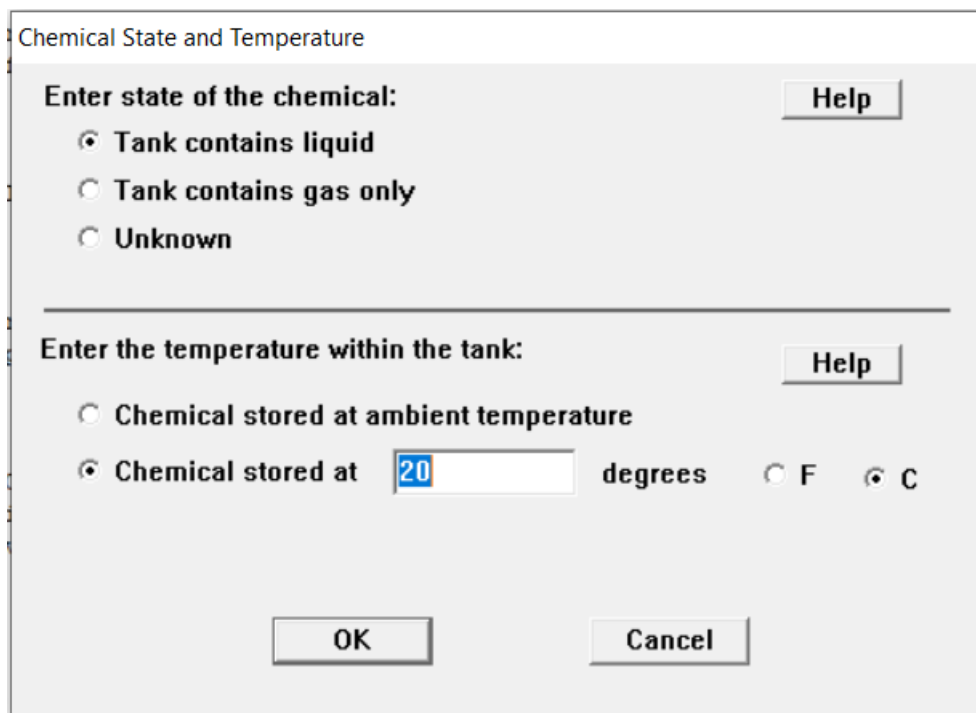 Chemical State and Temperature
Enter state of the chemical: Help
Tank contains liquid
Tank contains gas only
Unknown
Enter the temperature within the tank: Help
Chemical stored at ambient temperature
Chemical stored at 20 degrees F C
OK Cancel